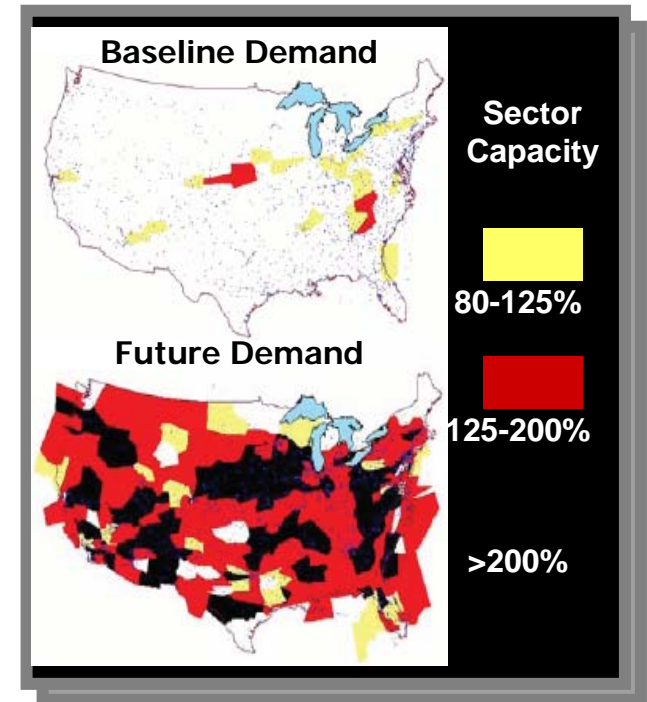 Baseline Demand
Sector
Capacity
80-125%
Future Demand
125-200%
>200%